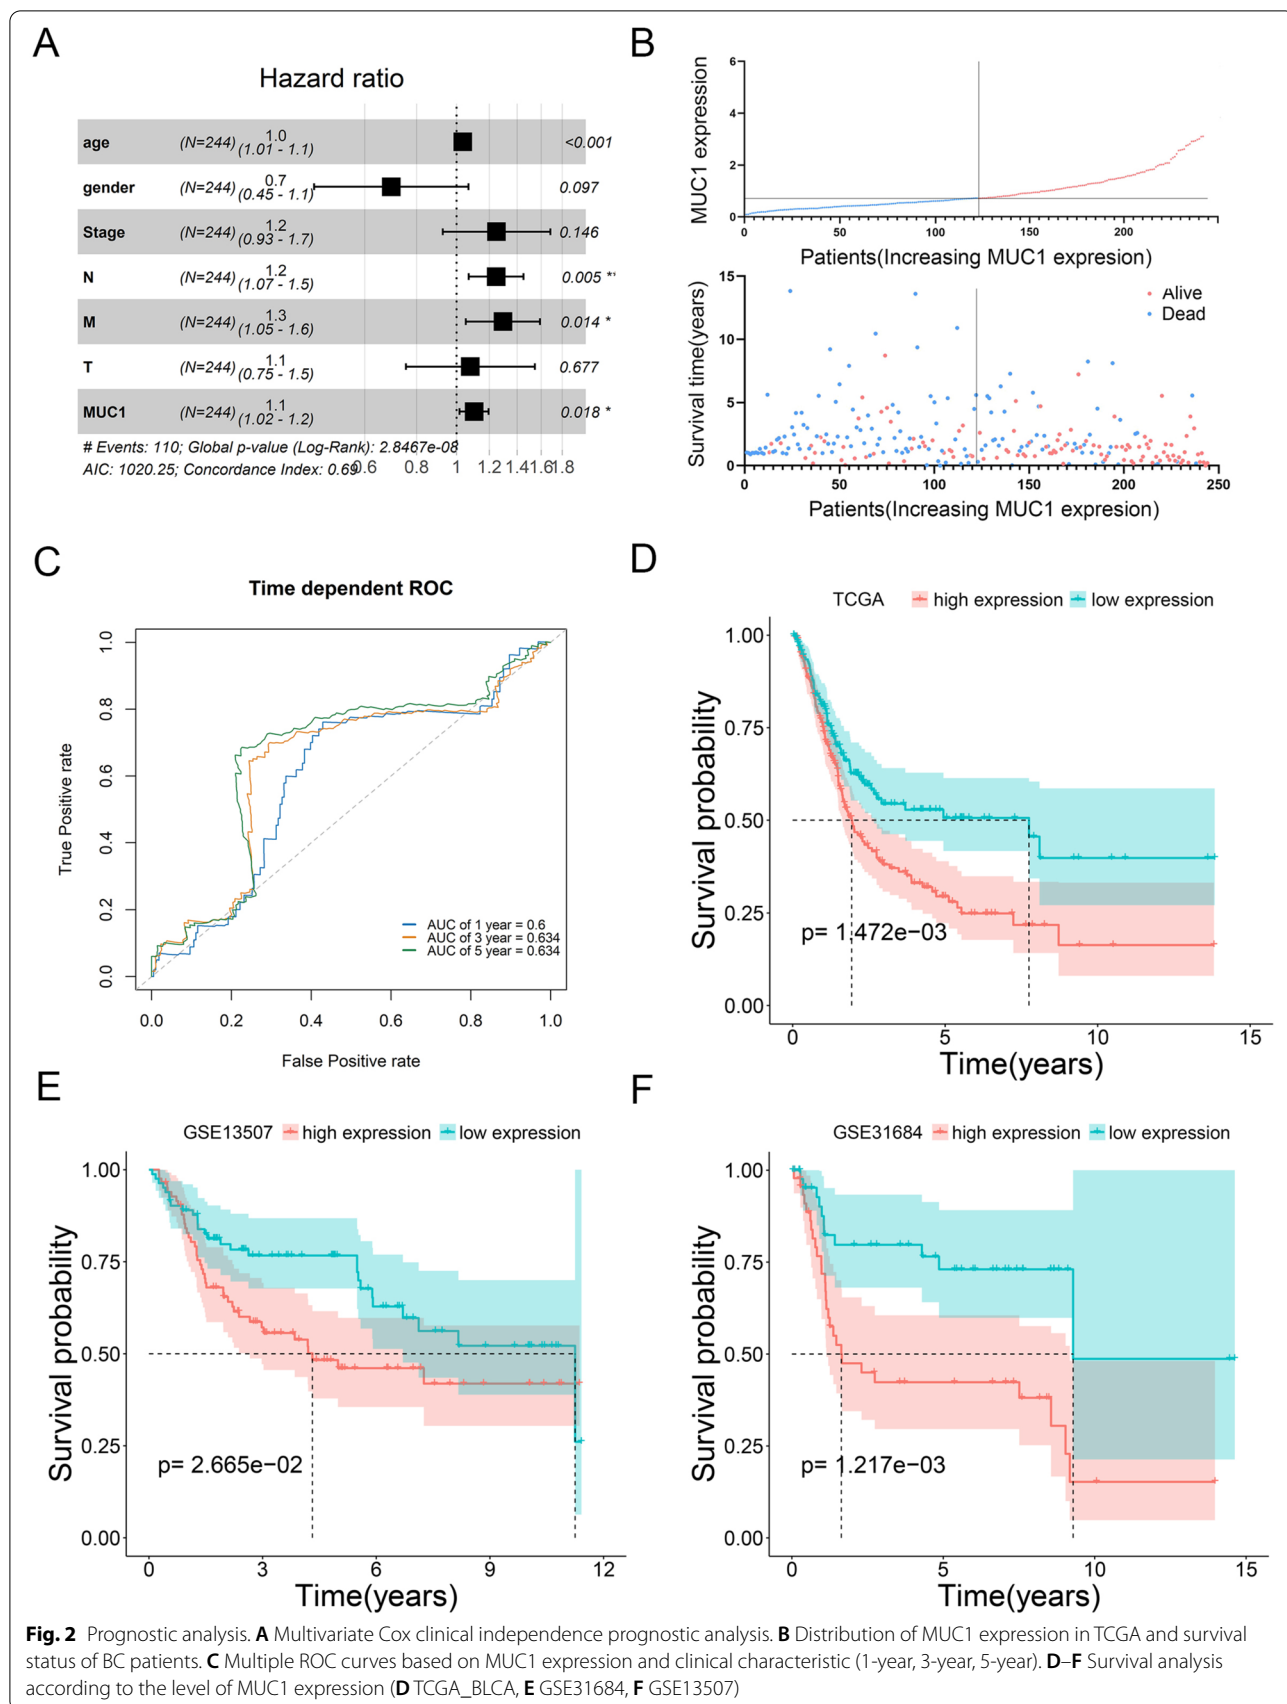 A
Hazard ratio
age (N=244) 1.0 (1.01 - 1.1) <0.001
gender (N=244) 0.7 (0.45 - 1.1) 0.097
Stage (N=244) 1.2 (0.93 - 1.7) 0.146
N (N=244) 1.2 (1.07 - 1.5) 0.005 **
M (N=244) 1.3 (1.05 - 1.6) 0.014 *
T (N=244) 1.1 (0.75 - 1.5) 0.677
MUC1 (N=244) 1.1 (1.02 - 1.2) 0.018 *
# Events: 110; Global p-value (Log-Rank): 2.8467e-08
AIC: 1020.25; Concordance Index: 0.69
0.6 0.8 1 1.2 1.4 1.6 1.8
B
MUC1 expression
6
4
2
0
0 50 100 150 200
Patients(Increasing MUC1 expresion)
Survival time(years)
15
10
5
0
Alive
Dead
0 50 100 150 200 250
Patients(Increasing MUC1 expresion)
C
Time dependent ROC
True Positive rate
1.0
0.8
0.6
0.4
0.2
0.0
AUC of 1 year = 0.6
AUC of 3 year = 0.634
AUC of 5 year = 0.634
0.0 0.2 0.4 0.6 0.8 1.0
False Positive rate
D
TCGA high expression low expression
Survival probability
1.00
0.75
0.50
0.25
0.00
p= 1.472e−03
0 5 10 15
Time(years)
E
GSE13507 high expression low expression
Survival probability
1.00
0.75
0.50
0.25
0.00
p= 2.665e−02
0 3 6 9 12
Time(years)
F
GSE31684 high expression low expression
Survival probability
1.00
0.75
0.50
0.25
0.00
p= 1.217e−03
0 5 10 15
Time(years)
Fig. 2 Prognostic analysis. A Multivariate Cox clinical independence prognostic analysis. B Distribution of MUC1 expression in TCGA and survival
status of BC patients. C Multiple ROC curves based on MUC1 expression and clinical characteristic (1-year, 3-year, 5-year). D–F Survival analysis
according to the level of MUC1 expression (D TCGA_BLCA, E GSE31684, F GSE13507)